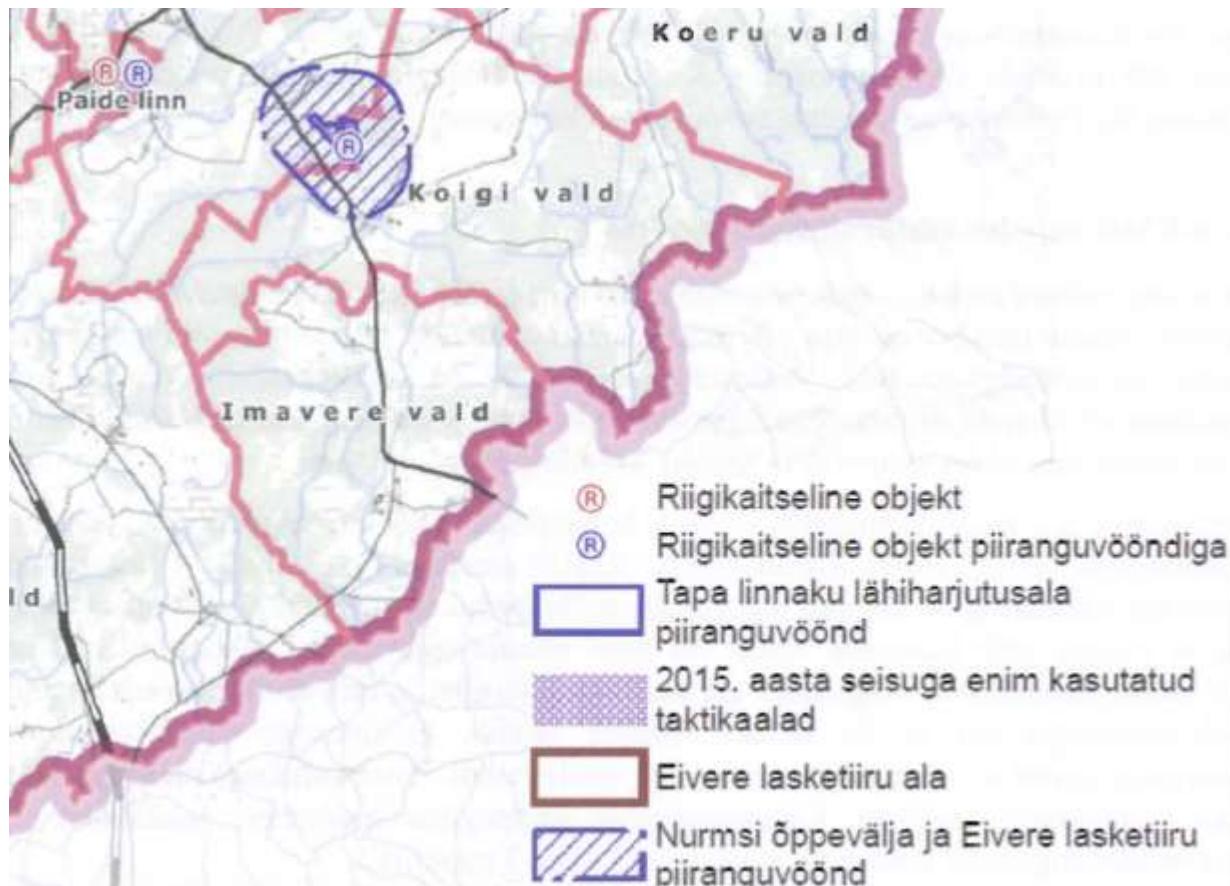 Koeru vald
R R
Paide linn
R
Koigi vald
Imavere vald
ld
R Riigikaitseline objekt
R Riigikaitseline objekt piiranguvööndiga
Tapa linnaku lähiharjutusala
piiranguvöönd
2015. aasta seisuga enim kasutatud
taktikaalad
Eivere lasketiiru ala
Nurmsi õppevälja ja Eivere lasketiiru
piiranguvöönd